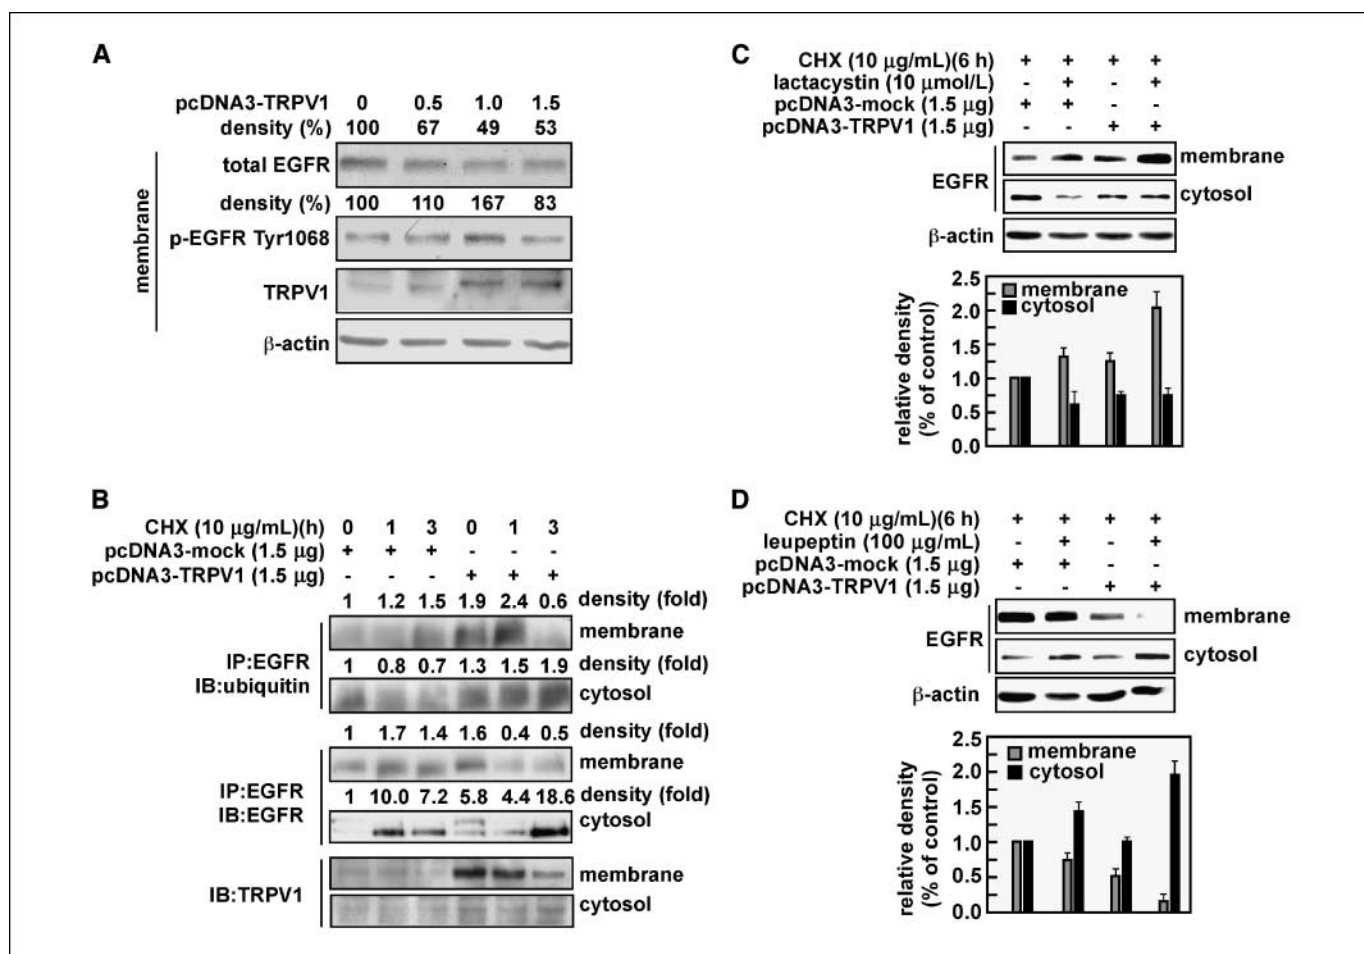 A
pcDNA3-TRPV1 0 0.5 1.0 1.5
density (%) 100 67 49 53
total EGFR
density (%) 100 110 167 83
p-EGFR Tyr1068
TRPV1
β-actin
membrane
B
CHX (10 µg/mL)(h) 0 1 3 0 1 3
pcDNA3-mock (1.5 µg) + + + - - -
pcDNA3-TRPV1 (1.5 µg) - - - + + +
1 1.2 1.5 1.9 2.4 0.6 density (fold)
membrane
IP:EGFR
IB:ubiquitin
1 0.8 0.7 1.3 1.5 1.9 density (fold)
cytosol
1 1.7 1.4 1.6 0.4 0.5 density (fold)
membrane
IP:EGFR
IB:EGFR
1 10.0 7.2 5.8 4.4 18.6 density (fold)
cytosol
IB:TRPV1
membrane
cytosol
C
CHX (10 µg/mL)(6 h) + + + +
lactacystin (10 µmol/L) - + - +
pcDNA3-mock (1.5 µg) + + - -
pcDNA3-TRPV1 (1.5 µg) - - + +
EGFR
membrane
cytosol
β-actin
relative density
(% of control)
2.5
2.0
1.5
1.0
0.5
0.0
membrane
cytosol
D
CHX (10 µg/mL)(6 h) + + + +
leupeptin (100 µg/mL) - + - +
pcDNA3-mock (1.5 µg) + + - -
pcDNA3-TRPV1 (1.5 µg) - - + +
EGFR
membrane
cytosol
β-actin
relative density
(% of control)
2.5
2.0
1.5
1.0
0.5
0.0
membrane
cytosol